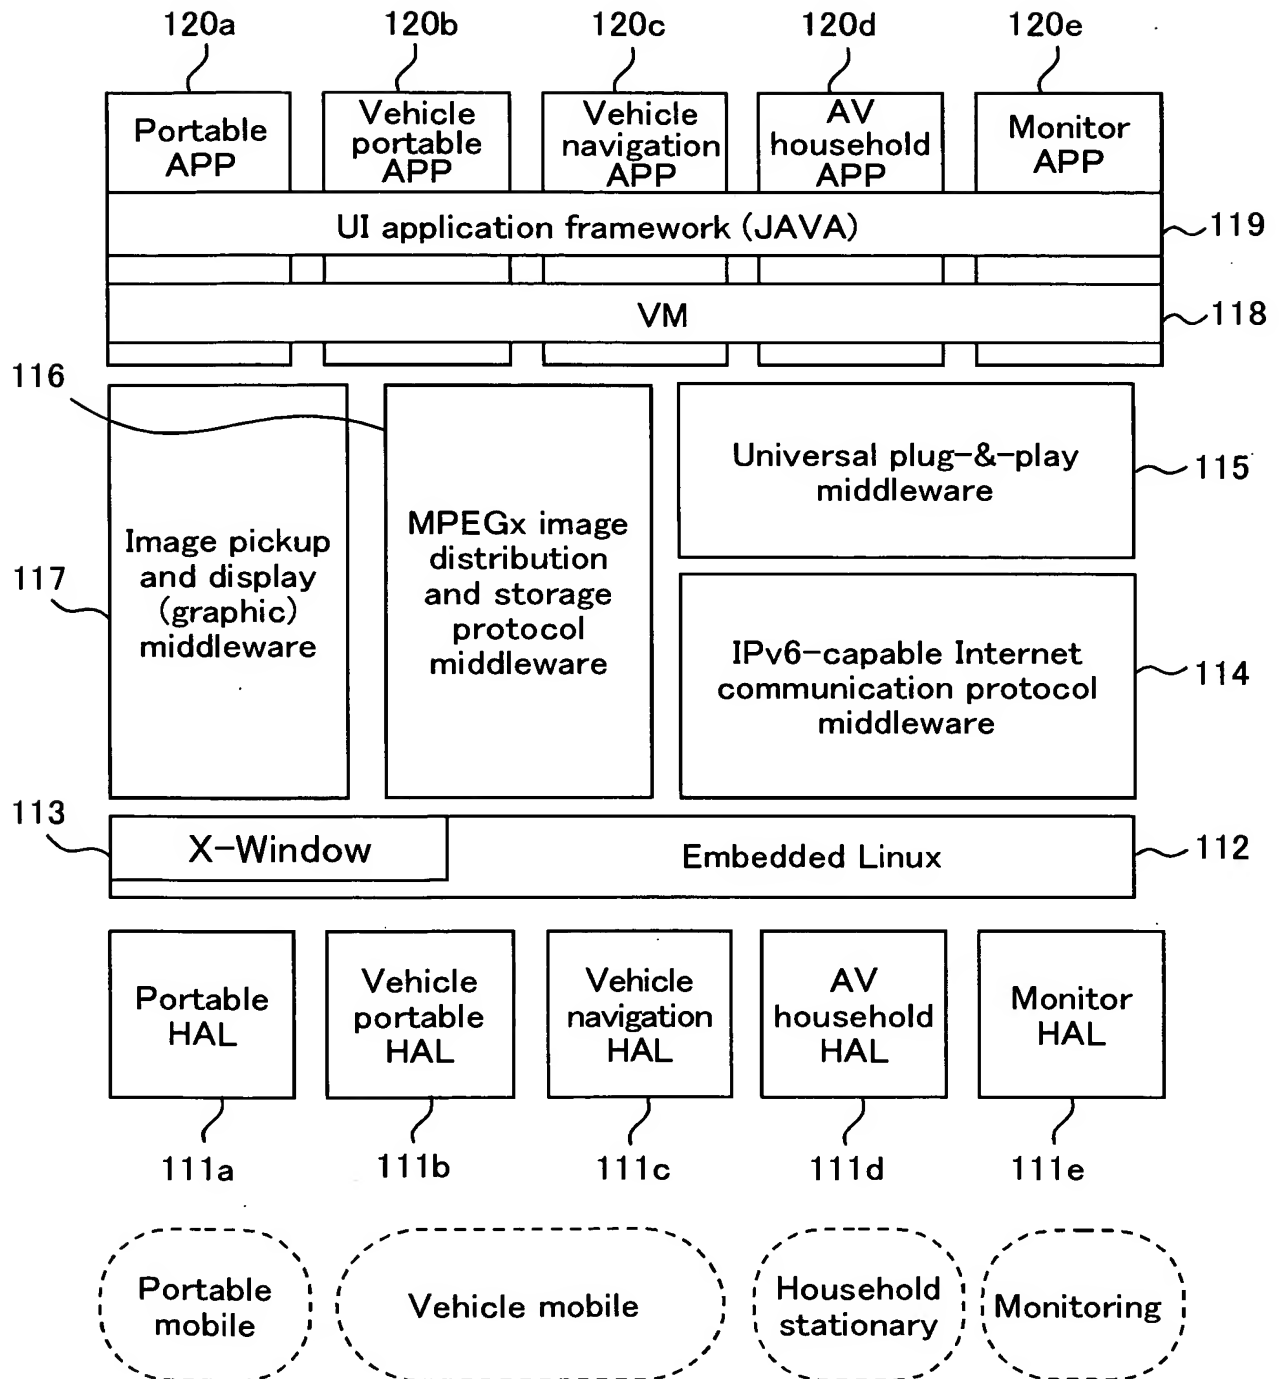 120a
120b
120c
120d
120e
Portable
APP
Vehicle
portable
APP
Vehicle
navigation
APP
AV
household
APP
Monitor
APP
UI application framework (JAVA)
119
VM
118
116
Universal plug-&-play
middleware
115
MPEGx image
distribution
and storage
protocol
middleware
Image pickup
and display
(graphic)
middleware
117
IPv6-capable Internet
communication protocol
middleware
114
113
X-Window
Embedded Linux
112
Portable
HAL
Vehicle
portable
HAL
Vehicle
navigation
HAL
AV
household
HAL
Monitor
HAL
111a
111b
111c
111d
111e
Portable
mobile
Vehicle mobile
Household
stationary
Monitoring